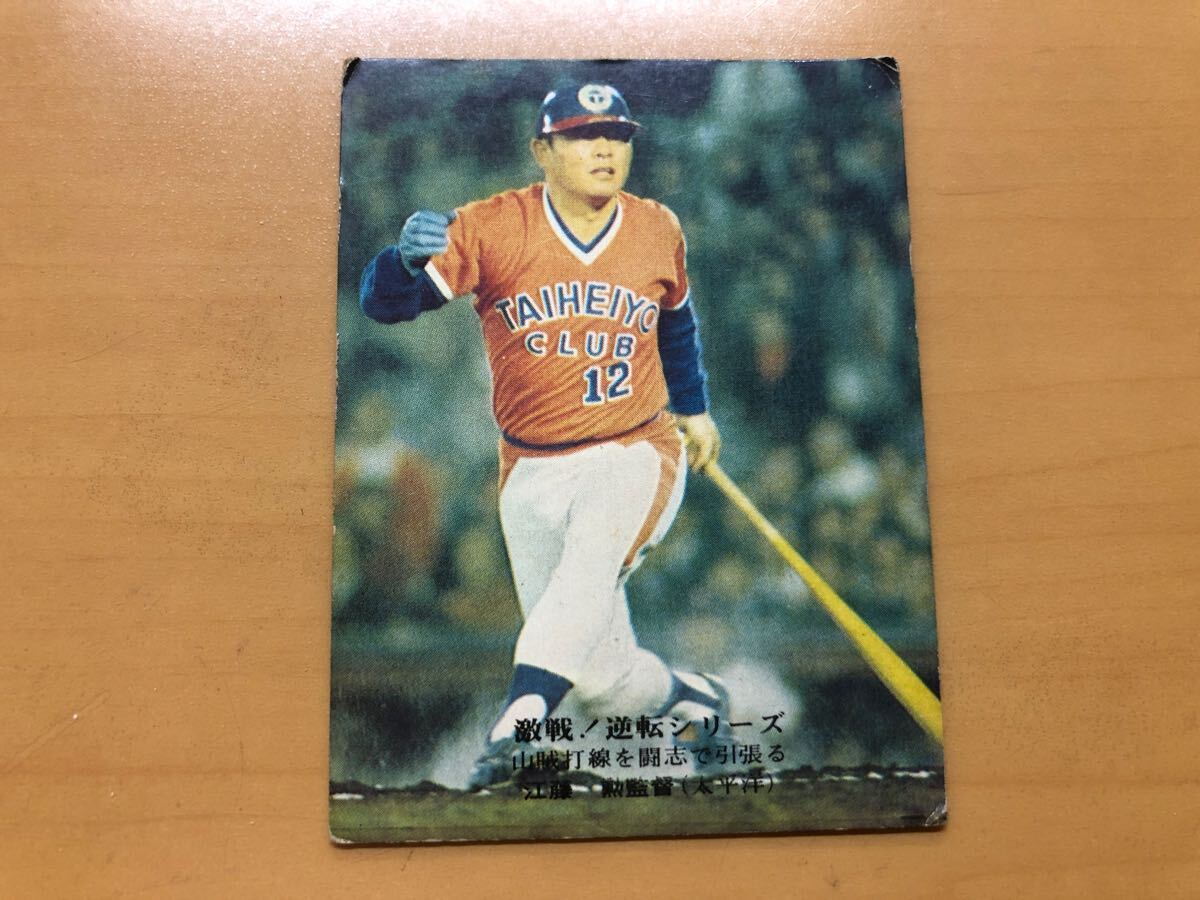 TAIHEIYO
CLUB
12
激戦!逆転シリーズ
山賊打線を闘志で引張る
江藤 勲監督(太平洋)